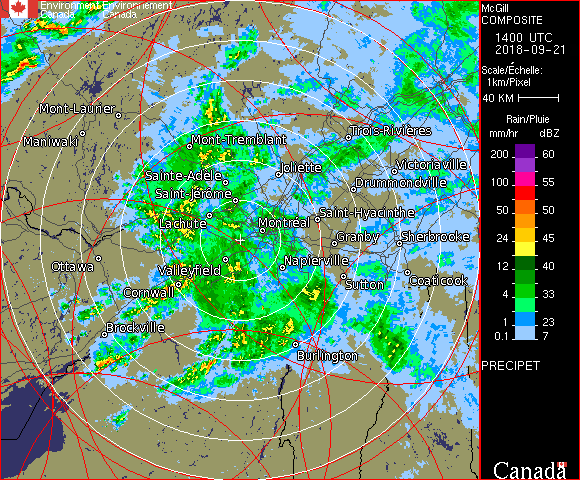 Environment Environnement
Canada Canada
McGill
COMPOSITE
1400 UTC
2018-09-21
Scale/Échelle:
1km/Pixel
40 KM
Rain/Pluie
mm/hr dBZ
200 60
100 55
50 50
24 45
12 40
4 33
1 23
0.1 7
PRECIPET
Canada
Mont-Laurier
Maniwaki
Mont-Tremblant
Trois-Rivières
Joliette
Victoriaville
Sainte-Adèle
Drummondville
Saint-Jérôme
Saint-Hyacinthe
Lachute
Montréal
Granby
Sherbrooke
Ottawa
Valleyfield
Napierville
Coaticook
Sutton
Cornwall
Brockville
Burlington